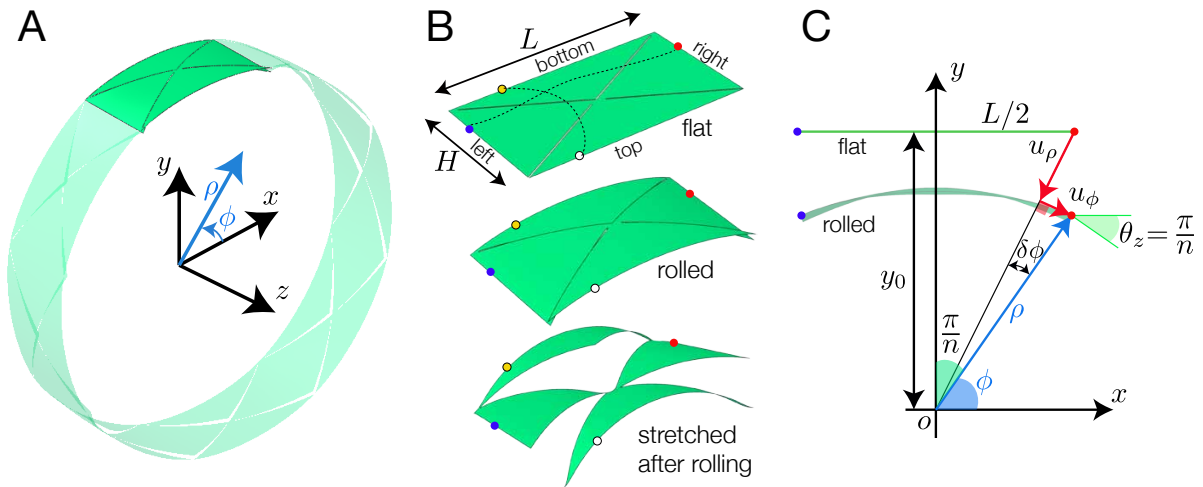 A
y
ρ
x
ϕ
z
B
L
bottom
right
flat
H
left
top
rolled
stretched
after rolling
C
y
L/2
flat
u_ρ
u_ϕ
rolled
θ_z = π/n
δϕ
y_0
ρ
π/n
ϕ
x
o